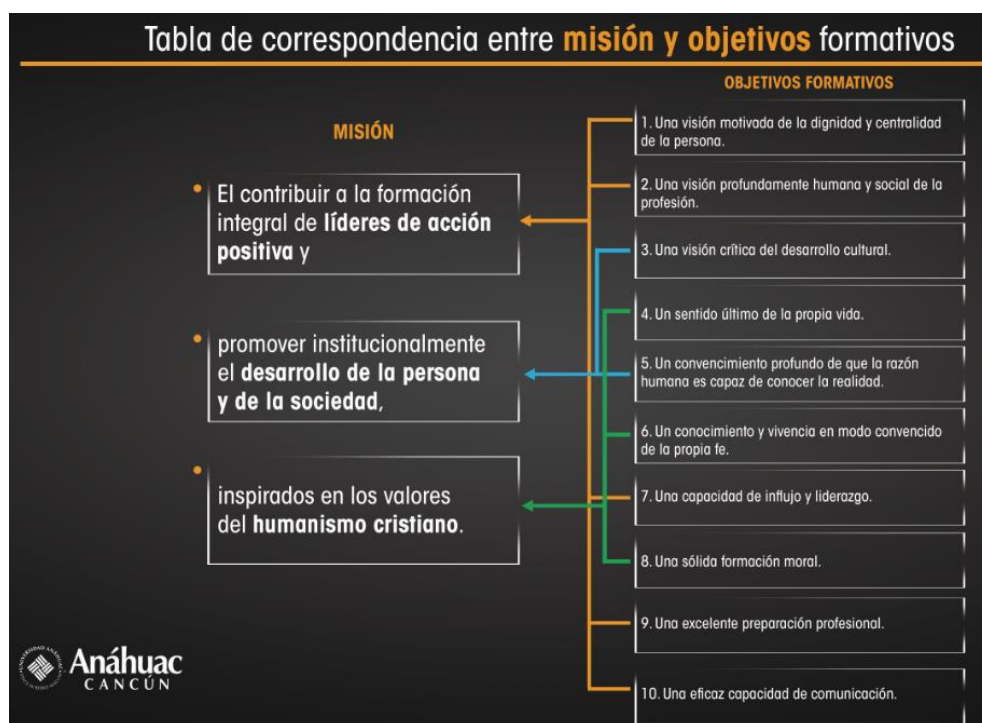 Tabla de correspondencia entre misión y objetivos formativos
MISIÓN
El contribuir a la formación
integral de líderes de acción
positiva y
promover institucionalmente
el desarrollo de la persona
y de la sociedad,
inspirados en los valores
del humanismo cristiano.
OBJETIVOS FORMATIVOS
1. Una visión motivada de la dignidad y centralidad
de la persona.
2. Una visión profundamente humana y social de la
profesión.
3. Una visión crítica del desarrollo cultural.
4. Un sentido último de la propia vida.
5. Un convencimiento profundo de que la razón
humana es capaz de conocer la realidad.
6. Un conocimiento y vivencia en modo convencido
de la propia fe.
7. Una capacidad de influjo y liderazgo.
8. Una sólida formación moral.
9. Una excelente preparación profesional.
10. Una eficaz capacidad de comunicación.
Anáhuac
CANCÚN